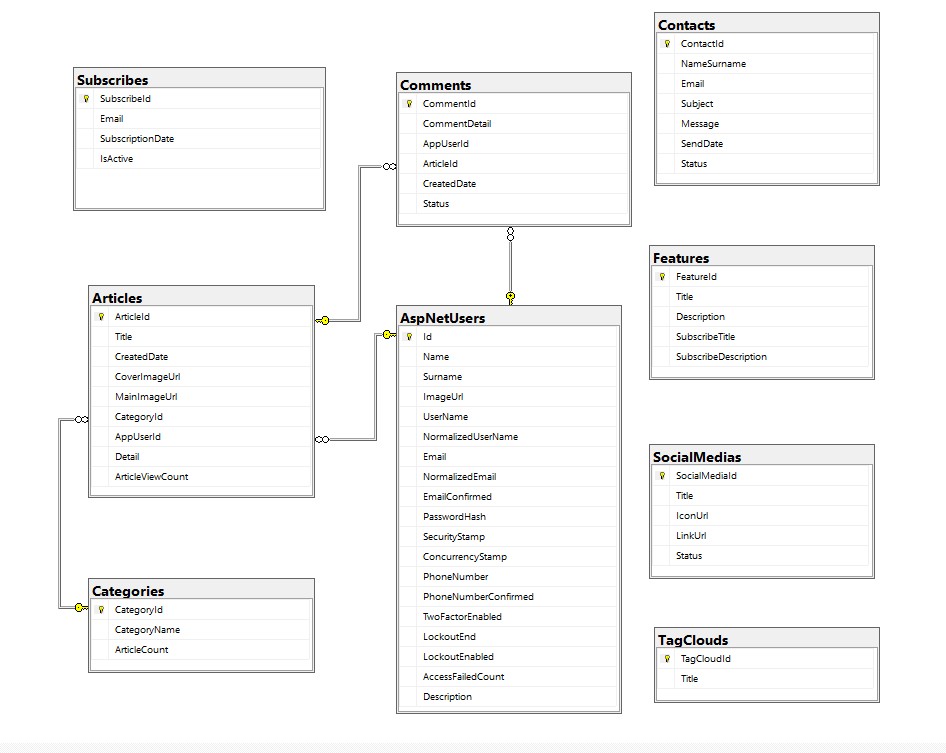 Subscribes
SubscribeId
Email
SubscriptionDate
IsActive
Comments
CommentId
CommentDetail
AppUserId
ArticleId
CreatedDate
Status
Contacts
ContactId
NameSurname
Email
Subject
Message
SendDate
Status
Articles
ArticleId
Title
CreatedDate
CoverImageUrl
MainImageUrl
CategoryId
AppUserId
Detail
ArticleViewCount
AspNetUsers
Id
Name
Surname
ImageUrl
UserName
NormalizedUserName
Email
NormalizedEmail
EmailConfirmed
PasswordHash
SecurityStamp
ConcurrencyStamp
PhoneNumber
PhoneNumberConfirmed
TwoFactorEnabled
LockoutEnd
LockoutEnabled
AccessFailedCount
Description
Features
FeatureId
Title
Description
SubscribeTitle
SubscribeDescription
Categories
CategoryId
CategoryName
ArticleCount
SocialMedias
SocialMediaId
Title
IconUrl
LinkUrl
Status
TagClouds
TagCloudId
Title